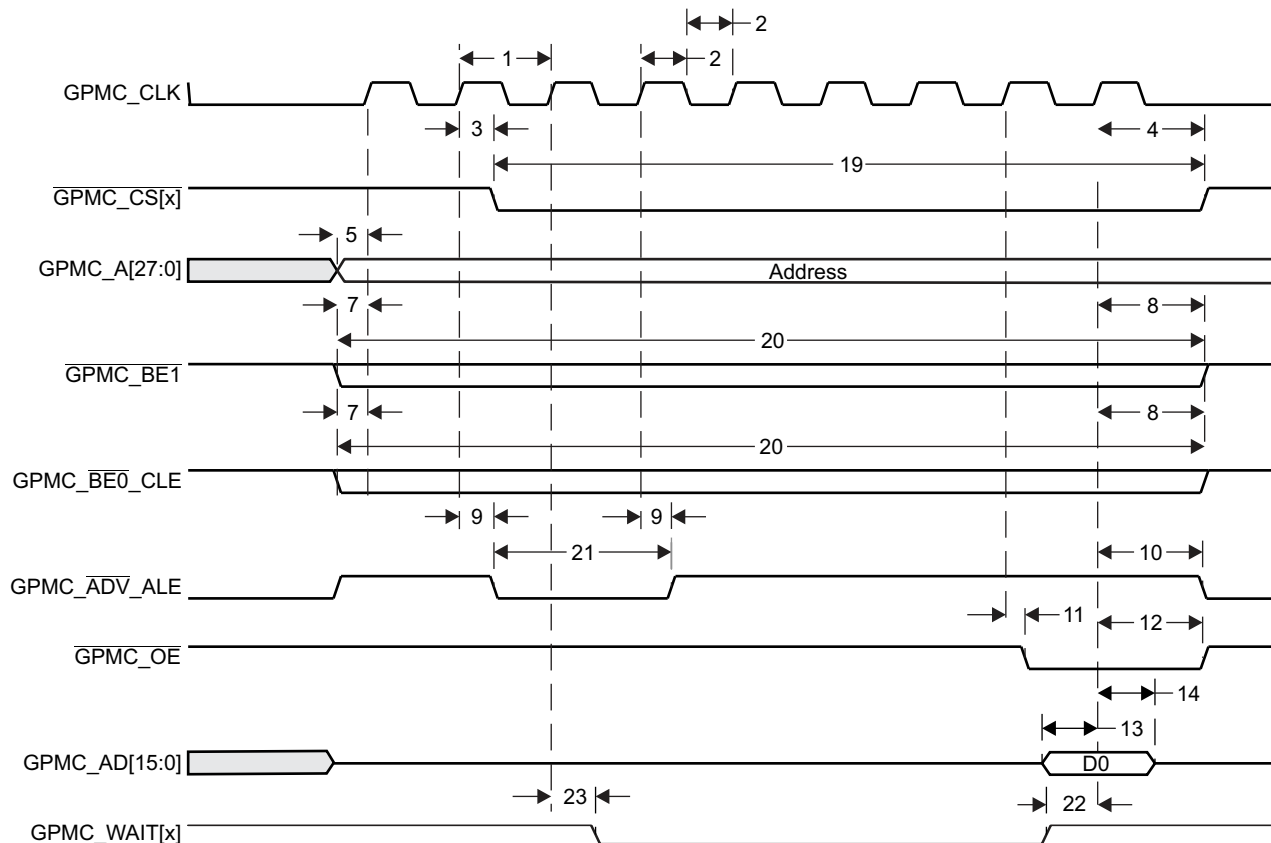 2
1
2
GPMC_CLK
3
4
19
GPMC_CS[x]
5
GPMC_A[27:0]
Address
7
8
20
GPMC_BE1
7
8
20
GPMC_BE0_CLE
9
9
21
10
GPMC_ADV_ALE
11
12
GPMC_OE
14
13
GPMC_AD[15:0]
D0
23
22
GPMC_WAIT[x]